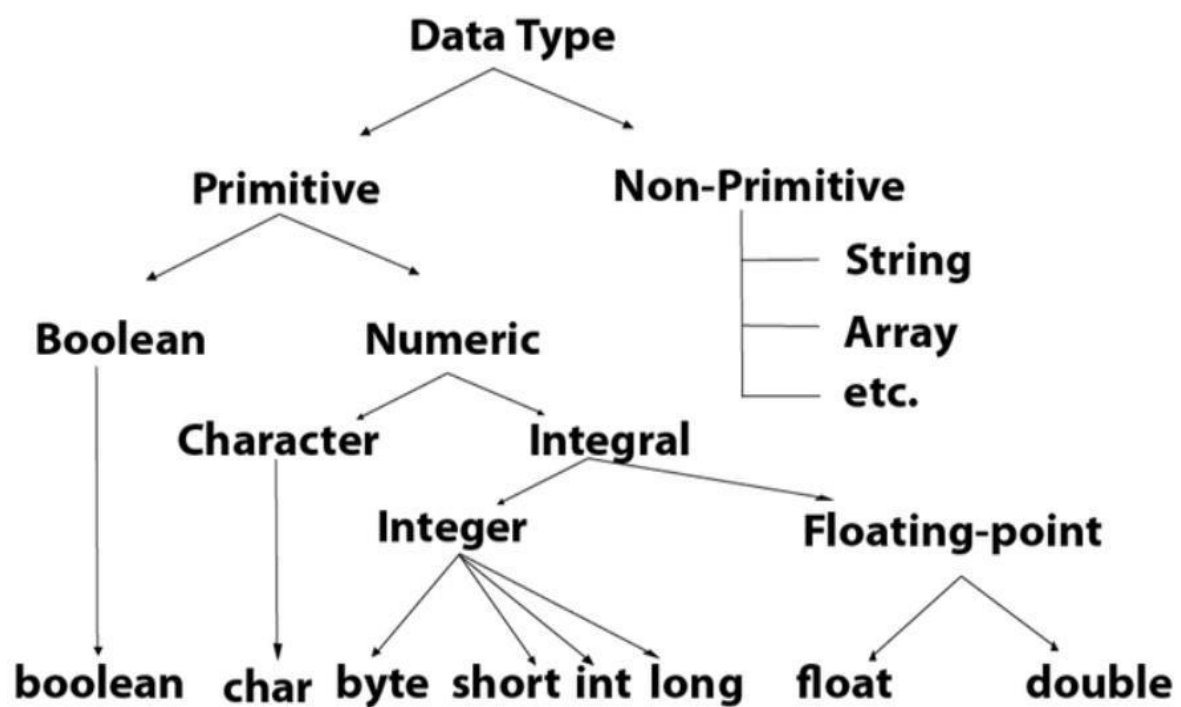 Data Type
Primitive
Non-Primitive
String
Array
etc.
Boolean
Numeric
Character
Integral
Integer
Floating-point
boolean
char
byte
short
int
long
float
double